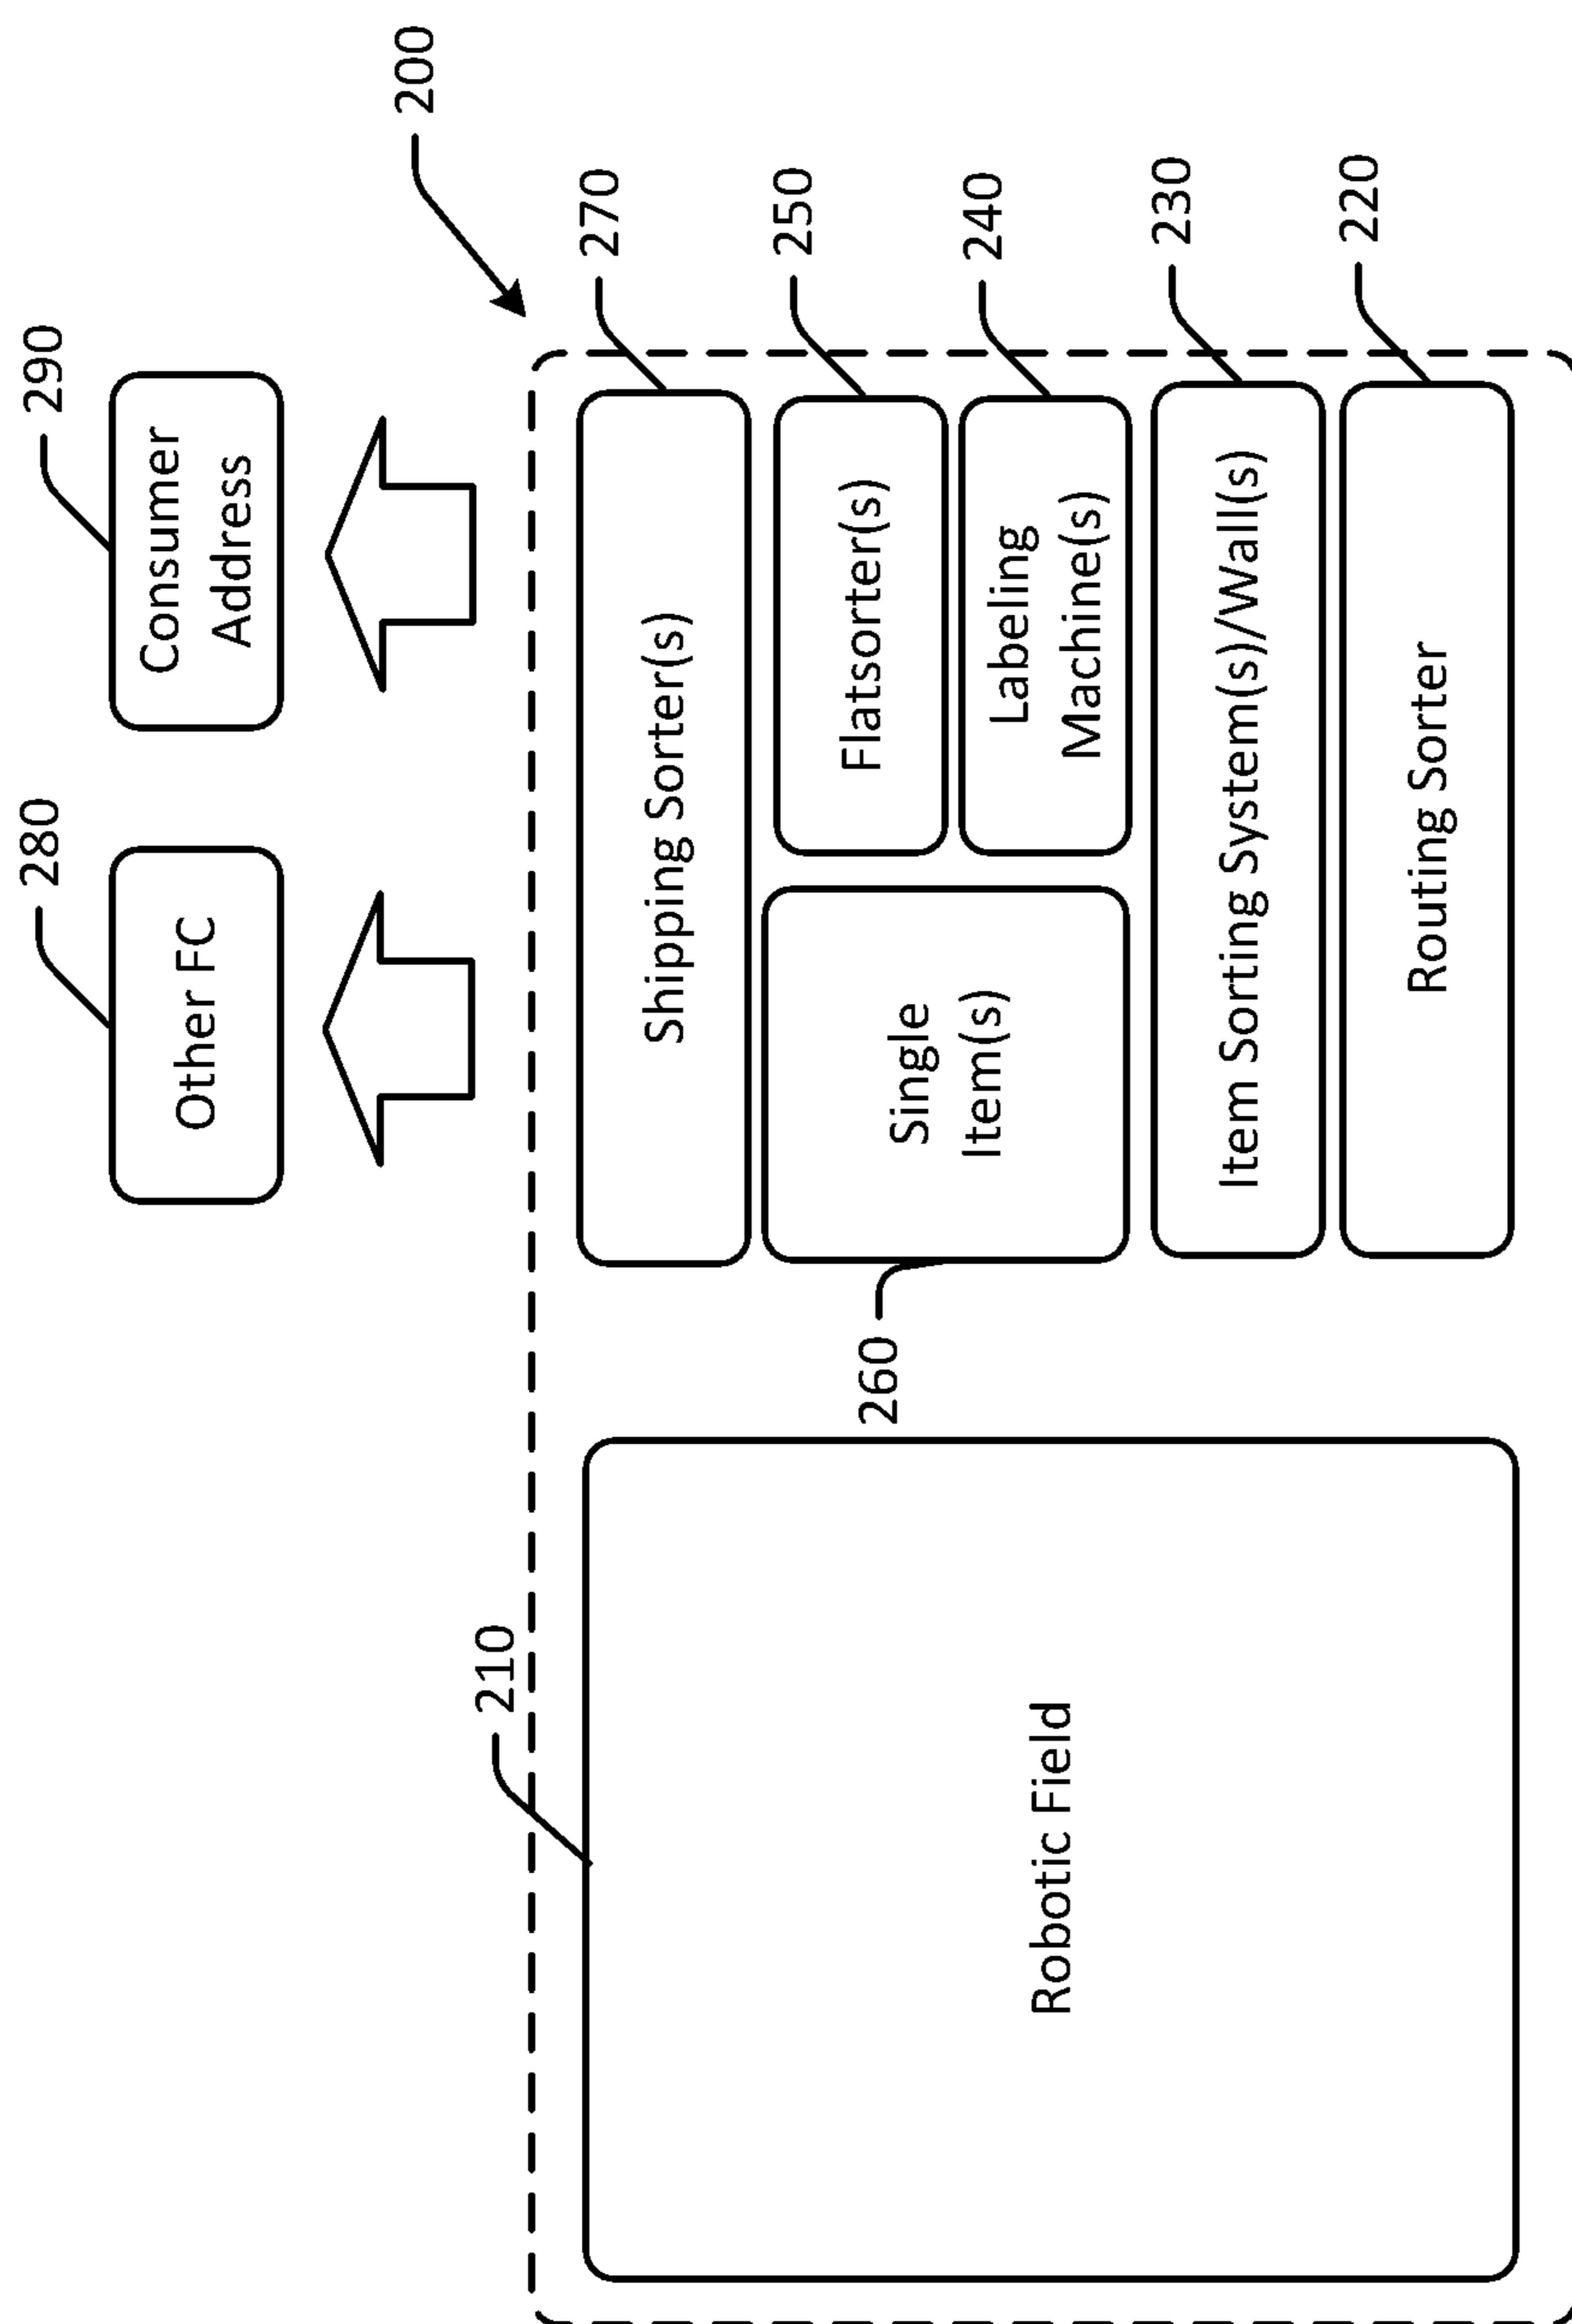 280
290
Other FC
Consumer
Address
200
210
Robotic Field
270
Shipping Sorter(s)
260
Single
Item(s)
250
Flatsorter(s)
240
Labeling
Machine(s)
230
Item Sorting System(s)/Wall(s)
220
Routing Sorter